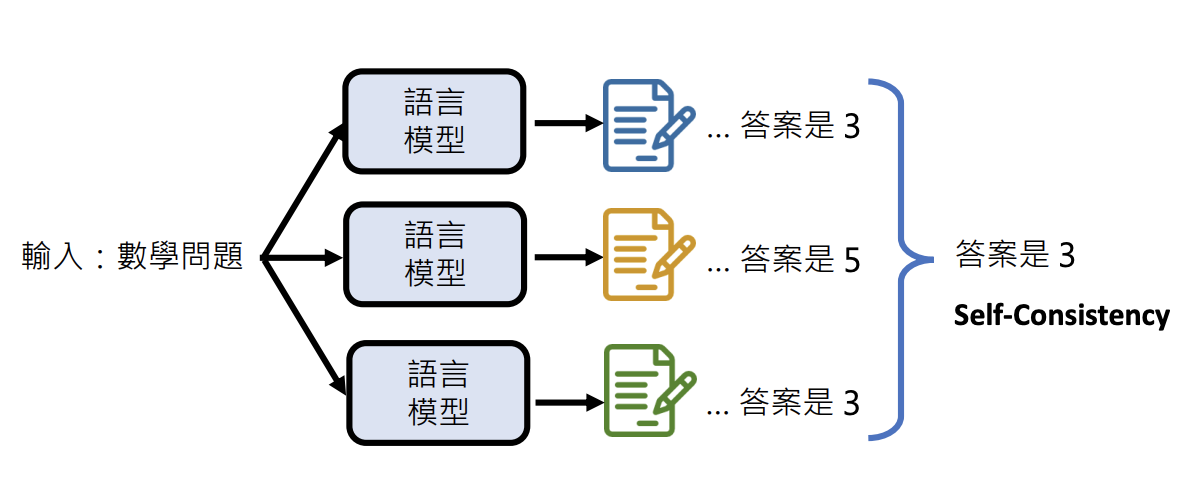 語言
模型
... 答案是 3
輸入：數學問題
語言
模型
... 答案是 5
語言
模型
... 答案是 3
答案是 3
Self-Consistency